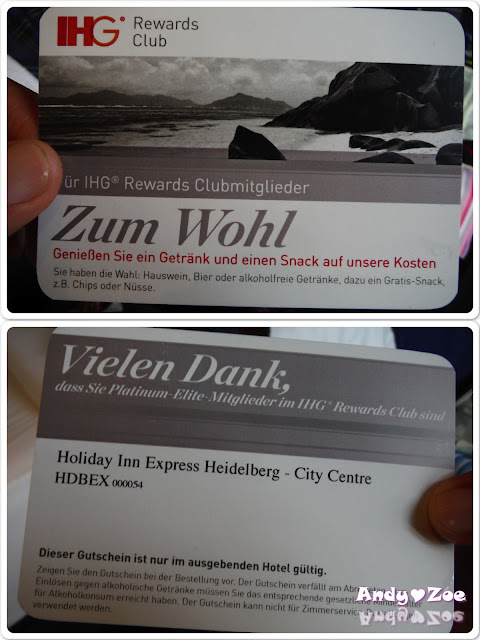 IHG® Rewards
Club
ür IHG® Rewards Clubmitglieder
Zum Wohl
Genießen Sie ein Getränk und einen Snack auf unsere Kosten
Sie haben die Wahl: Hauswein, Bier oder alkoholfreie Getränke, dazu ein Gratis-Snack,
z.B. Chips oder Nüsse.
Vielen Dank,
dass Sie Platinum-Elite-Mitglieder im IHG® Rewards Club sind
Holiday Inn Express Heidelberg - City Centre
HDBEX 000054
Dieser Gutschein ist nur im ausgebenden Hotel gültig.
Zeigen Sie den Gutschein bei der Bestellung vor. Der Gutschein verfällt am
Einlösen gegen alkoholische Getränke müssen Sie das entsprechende gesetzliche
für Alkoholkonsum erreicht haben. Der Gutschein kann nicht für Zimmerservice
verwendet werden.
Andy♥Zoe